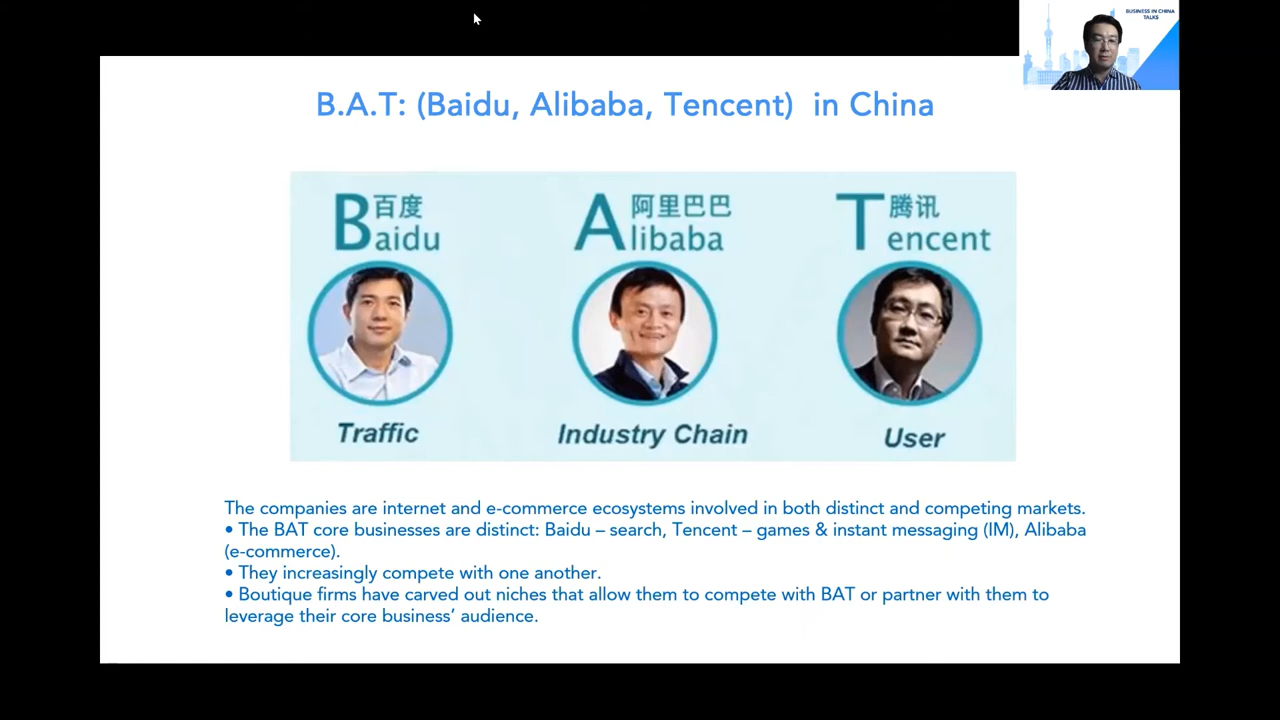 BUSINESS IN CHINA
TALKS
B.A.T: (Baidu, Alibaba, Tencent) in China
Baidu 百度
Alibaba 阿里巴巴
Tencent 腾讯
Traffic
Industry Chain
User
The companies are internet and e-commerce ecosystems involved in both distinct and competing markets.
• The BAT core businesses are distinct: Baidu – search, Tencent – games & instant messaging (IM), Alibaba
(e-commerce).
• They increasingly compete with one another.
• Boutique firms have carved out niches that allow them to compete with BAT or partner with them to
leverage their core business’ audience.